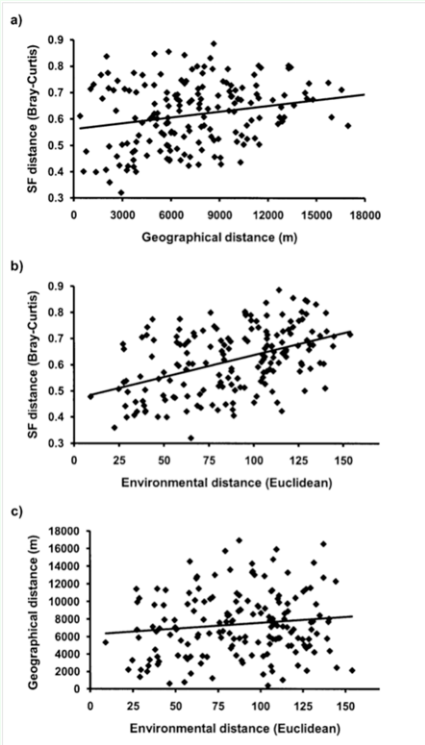 a)
SF distance (Bray-Curtis)
0.9
0.8
0.7
0.6
0.5
0.4
0.3
0 3000 6000 9000 12000 15000 18000
Geographical distance (m)
b)
SF distance (Bray-Curtis)
0.9
0.8
0.7
0.6
0.5
0.4
0.3
0 25 50 75 100 125 150
Environmental distance (Euclidean)
c)
Geographical distance (m)
18000
16000
14000
12000
10000
8000
6000
4000
2000
0
0 25 50 75 100 125 150
Environmental distance (Euclidean)